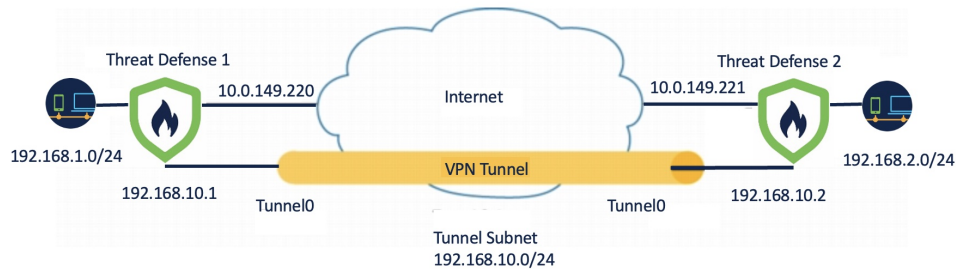 Threat Defense 1
Threat Defense 2
10.0.149.220
Internet
10.0.149.221
192.168.1.0/24
192.168.2.0/24
VPN Tunnel
192.168.10.1
192.168.10.2
Tunnel0
Tunnel0
Tunnel Subnet
192.168.10.0/24